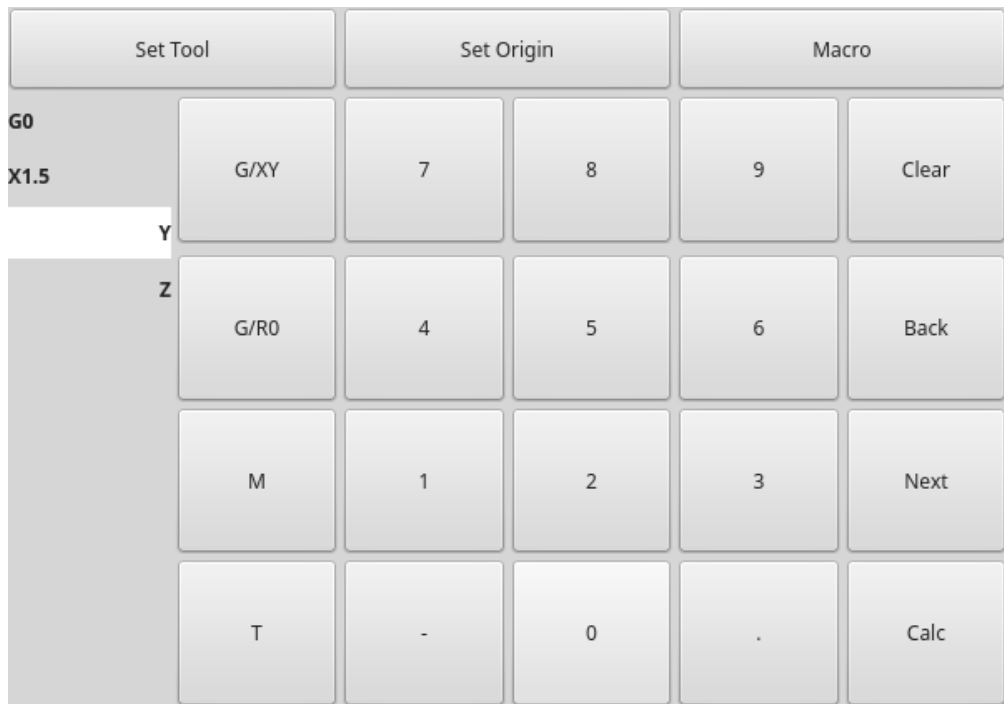 Set Tool Set Origin Macro
G0
X1.5
Y
Z
G/XY 7 8 9 Clear
G/R0 4 5 6 Back
M 1 2 3 Next
T - 0 . Calc